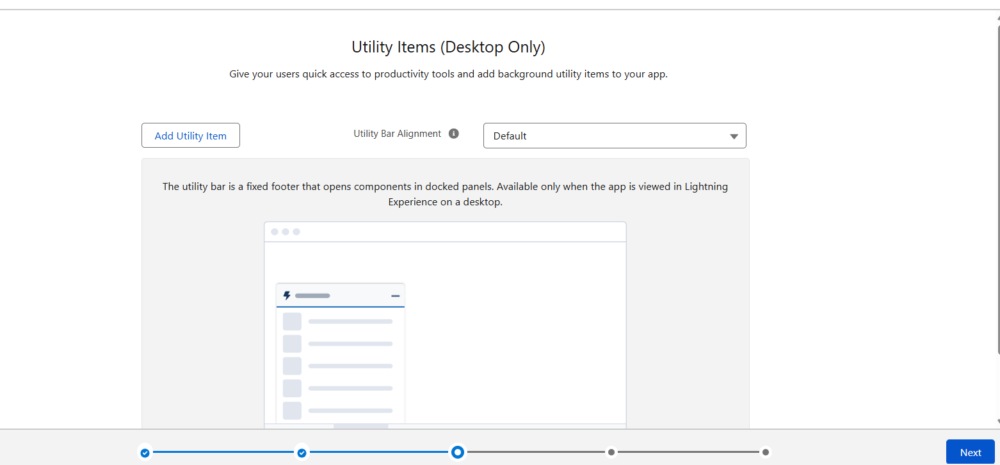 Utility Items (Desktop Only)
Give your users quick access to productivity tools and add background utility items to your app.
Add Utility Item
Utility Bar Alignment
Default
The utility bar is a fixed footer that opens components in docked panels. Available only when the app is viewed in Lightning
Experience on a desktop.
Next